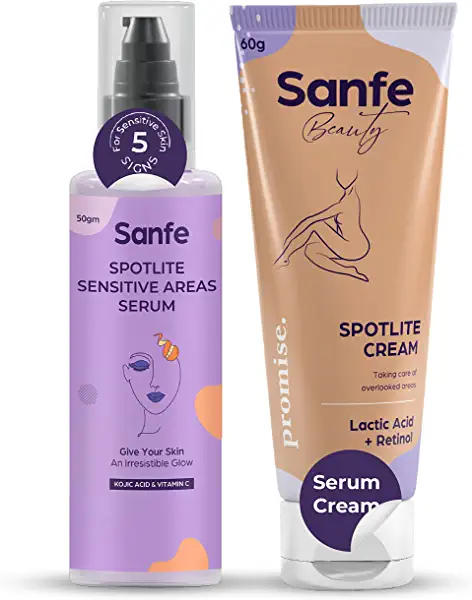 For Sensitive Skin
5
SIGNS
50gm
Sanfe
SPOTLITE
SENSITIVE AREAS
SERUM
Give Your Skin
An Irresistible Glow
KOJIC ACID & VITAMIN C
60g
Sanfe
Beauty
promise.
SPOTLITE
CREAM
Taking care of
overlooked areas
Lactic Acid
+ Retinol
Serum
Cream